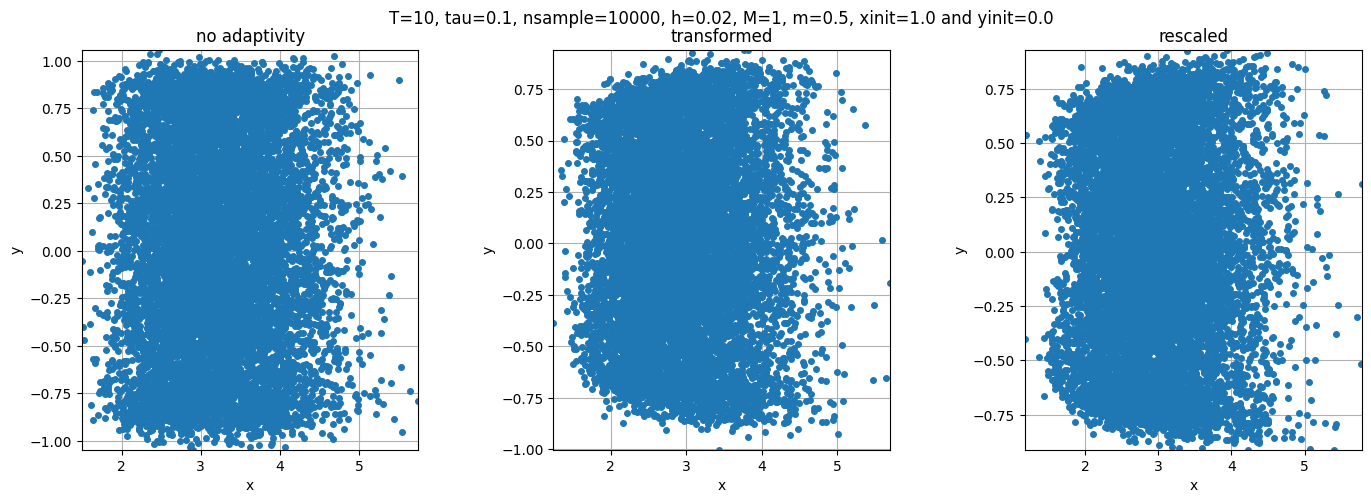 T=10, tau=0.1, nsample=10000, h=0.02, M=1, m=0.5, xinit=1.0 and yinit=0.0
no adaptivity
1.00
0.75
0.50
0.25
0.00
−0.25
−0.50
−0.75
−1.00
y
2 3 4 5
x
transformed
0.75
0.50
0.25
0.00
−0.25
−0.50
−0.75
−1.00
y
2 3 4 5
x
rescaled
0.75
0.50
0.25
0.00
−0.25
−0.50
−0.75
y
2 3 4 5
x